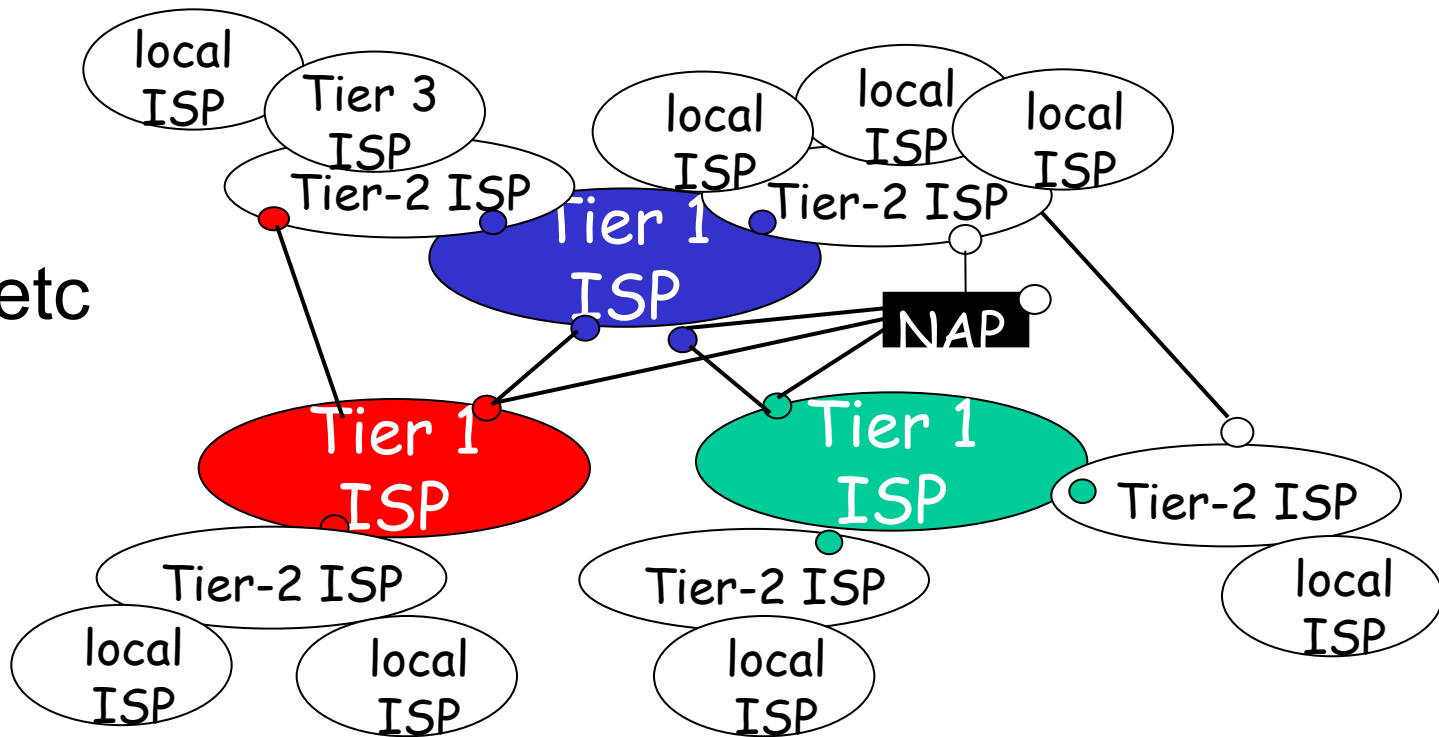 local
ISP
Tier 3
ISP
local
ISP
local
ISP
local
ISP
Tier-2 ISP
Tier-2 ISP
Tier 1
ISP
etc
NAP
Tier 1
ISP
Tier 1
ISP
Tier-2 ISP
Tier-2 ISP
Tier-2 ISP
local
ISP
local
ISP
local
ISP
local
ISP